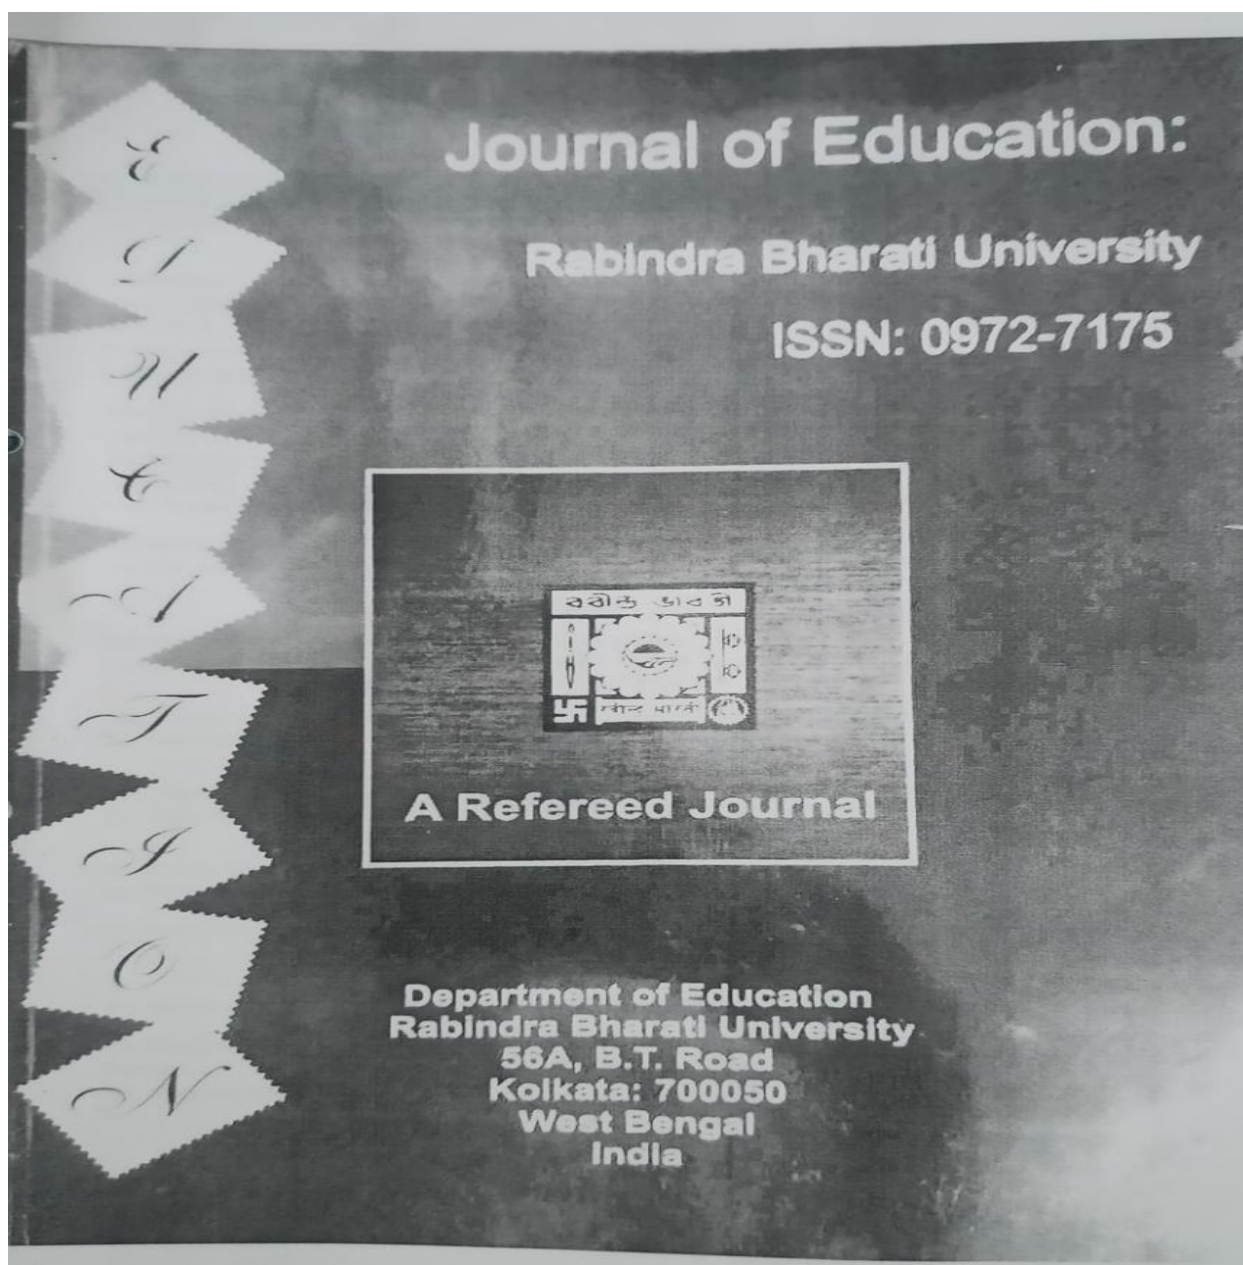 Journal of Education:
Rabindra Bharati University
ISSN: 0972-7175
E
D
U
C
A
T
I
O
N
রবীন্দ্র ভারতী
A Refereed Journal
Department of Education
Rabindra Bharati University
56A, B.T. Road
Kolkata: 700050
West Bengal
India